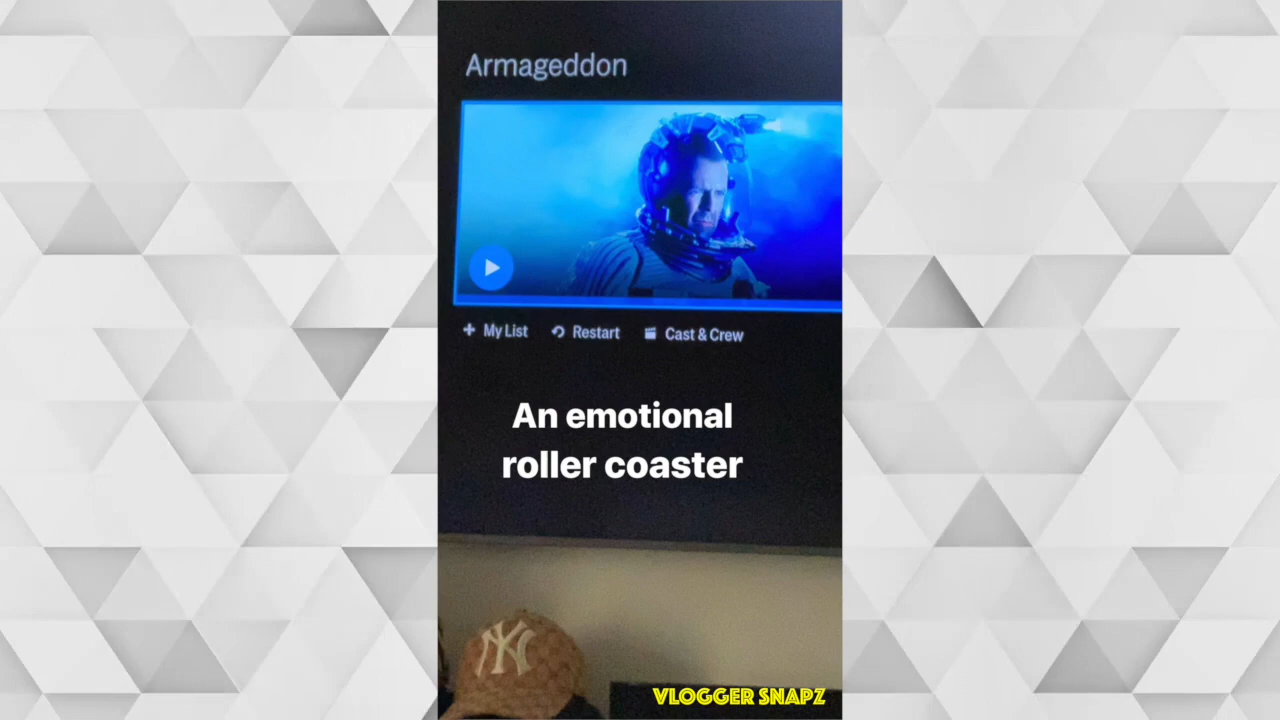 Armageddon
My List
Restart
Cast & Crew
An emotional
roller coaster
NY
VLOGGER SNAPZ